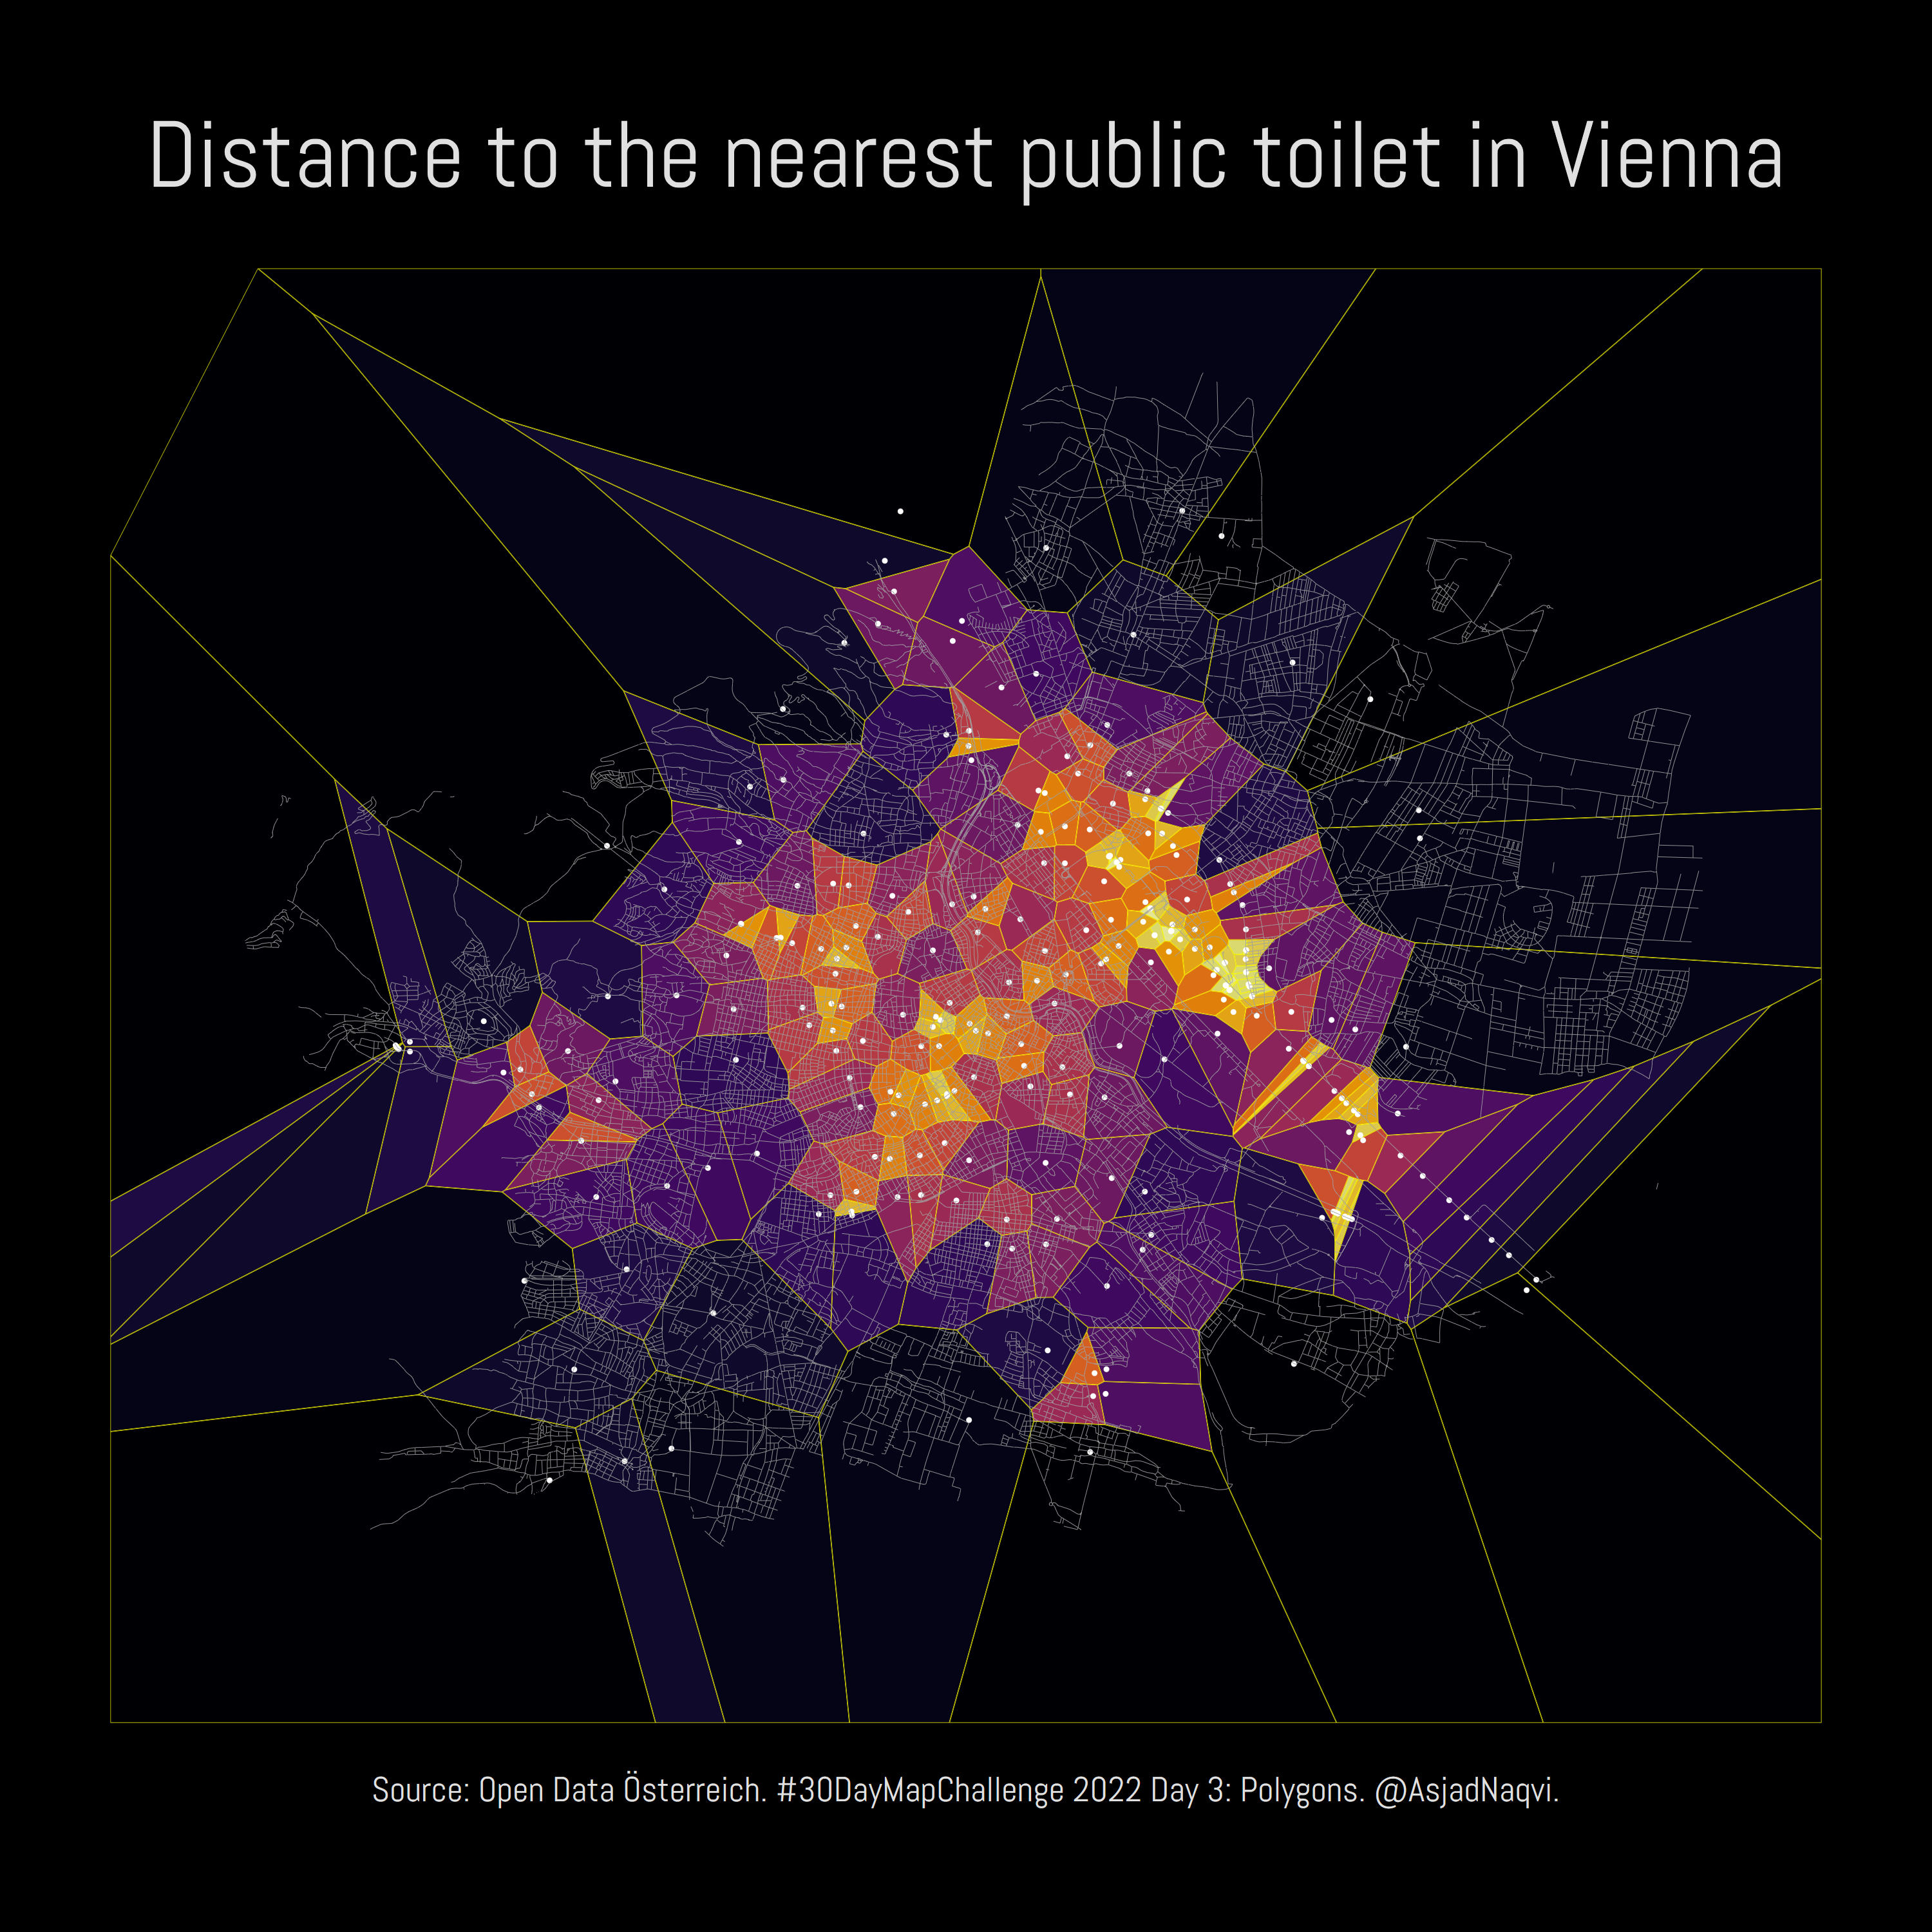 Distance to the nearest public toilet in Vienna
Source: Open Data Österreich. #30DayMapChallenge 2022 Day 3: Polygons. @AsjadNaqvi.